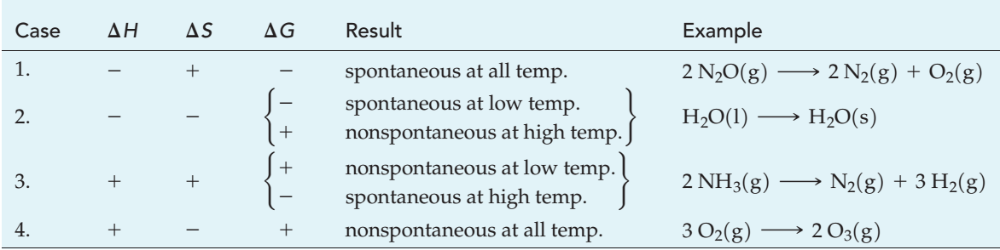 Case ΔH ΔS ΔG Result Example
1. − + − spontaneous at all temp. 2 N₂O(g) ⟶ 2 N₂(g) + O₂(g)
2. − − { − spontaneous at low temp. } H₂O(l) ⟶ H₂O(s)
+ nonspontaneous at high temp.
3. + + { + nonspontaneous at low temp. } 2 NH₃(g) ⟶ N₂(g) + 3 H₂(g)
− spontaneous at high temp.
4. + − + nonspontaneous at all temp. 3 O₂(g) ⟶ 2 O₃(g)